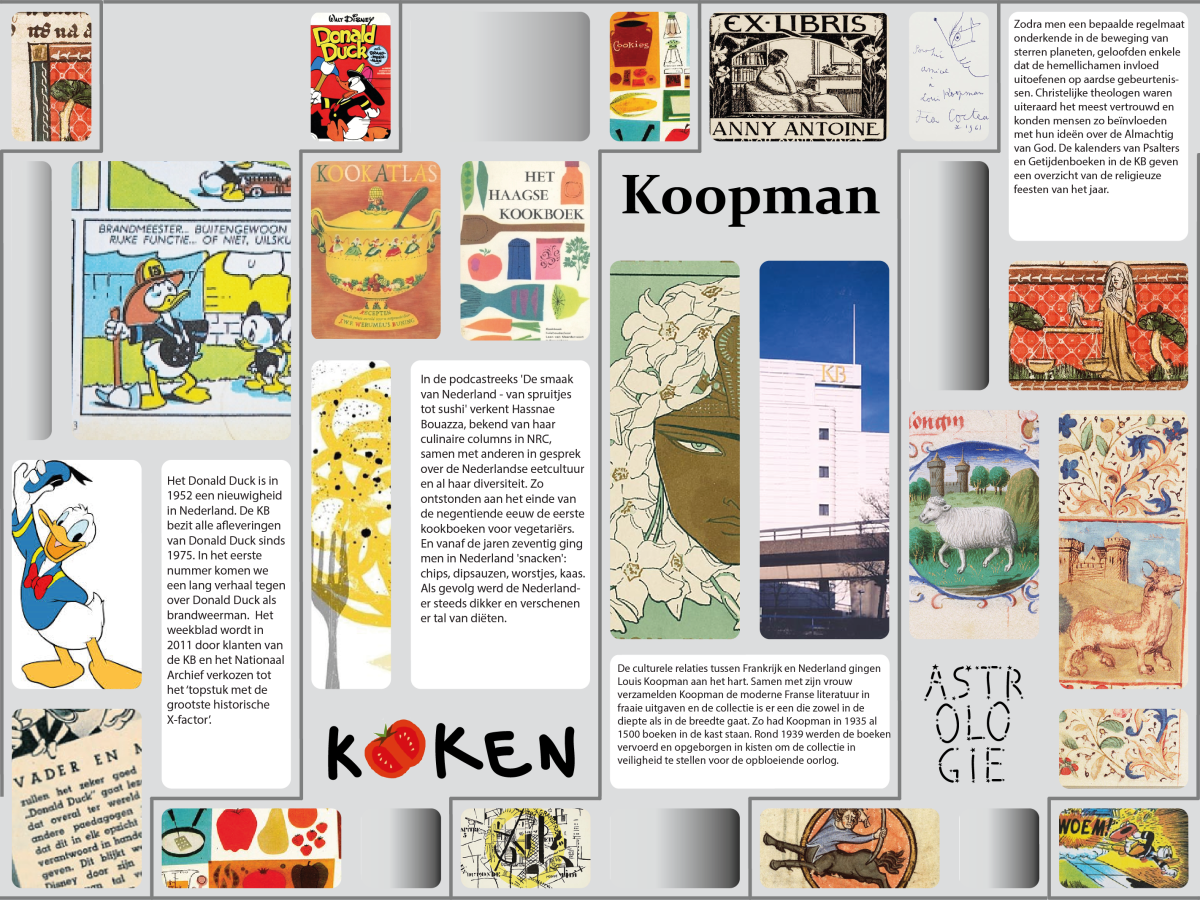 WALT DISNEY
Donald
Duck
Cookies
EX·LIBRIS
ANNY ANTOINE
Zodra men een bepaalde regelmaat
onderkende in de beweging van
sterren planeten, geloofden enkele
dat de hemellichamen invloed
uitoefenen op aardse gebeurtenis-
sen. Christelijke theologen waren
uiteraard het meest vertrouwd en
konden mensen zo beïnvloeden
met hun ideën over de Almachtig
van God. De kalenders van Psalters
en Getijdenboeken in de KB geven
een overzicht van de religieuze
feesten van het jaar.
BRANDMEESTER... BUITENGEWOON
RIJKE FUNCTIE... OF NIET, UILSKU
3
KOOKATLAS
RECEPTEN
HET
HAAGSE
KOOKBOEK
Koopman
KB
In de podcastreeks 'De smaak
van Nederland - van spruitjes
tot sushi' verkent Hassnae
Bouazza, bekend van haar
culinaire columns in NRC,
samen met anderen in gesprek
over de Nederlandse eetcultuur
en al haar diversiteit. Zo
ontstonden aan het einde van
de negentiende eeuw de eerste
kookboeken voor vegetariërs.
En vanaf de jaren zeventig ging
men in Nederland 'snacken':
chips, dipsauzen, worstjes, kaas.
Als gevolg werd de Nederland-
er steeds dikker en verschenen
er tal van diëten.
Het Donald Duck is in
1952 een nieuwigheid
in Nederland. De KB
bezit alle afleveringen
van Donald Duck sinds
1975. In het eerste
nummer komen we
een lang verhaal tegen
over Donald Duck als
brandweerman.  Het
weekblad wordt in
2011 door klanten van
de KB en het Nationaal
Archief verkozen tot
het 'topstuk met de
grootste historische
X-factor'.
De culturele relaties tussen Frankrijk en Nederland gingen
Louis Koopman aan het hart. Samen met zijn vrouw
verzamelden Koopman de moderne Franse literatuur in
fraaie uitgaven en de collectie is er een die zowel in de
diepte als in de breedte gaat. Zo had Koopman in 1935 al
1500 boeken in de kast staan. Rond 1939 werden de boeken
vervoerd en opgeborgen in kisten om de collectie in
veiligheid te stellen voor de opbloeiende oorlog.
ASTR
OLO
GIE
KOKEN
VADER EN M
zullen het zeker goed
„Donald Duck" gaat les
dat overal ter wereld
andere paedagogen
dat dit in elk opzicht
verantwoord in hande
geven. Dit blijkt w
Disney door zijn
tal v
WOEM!